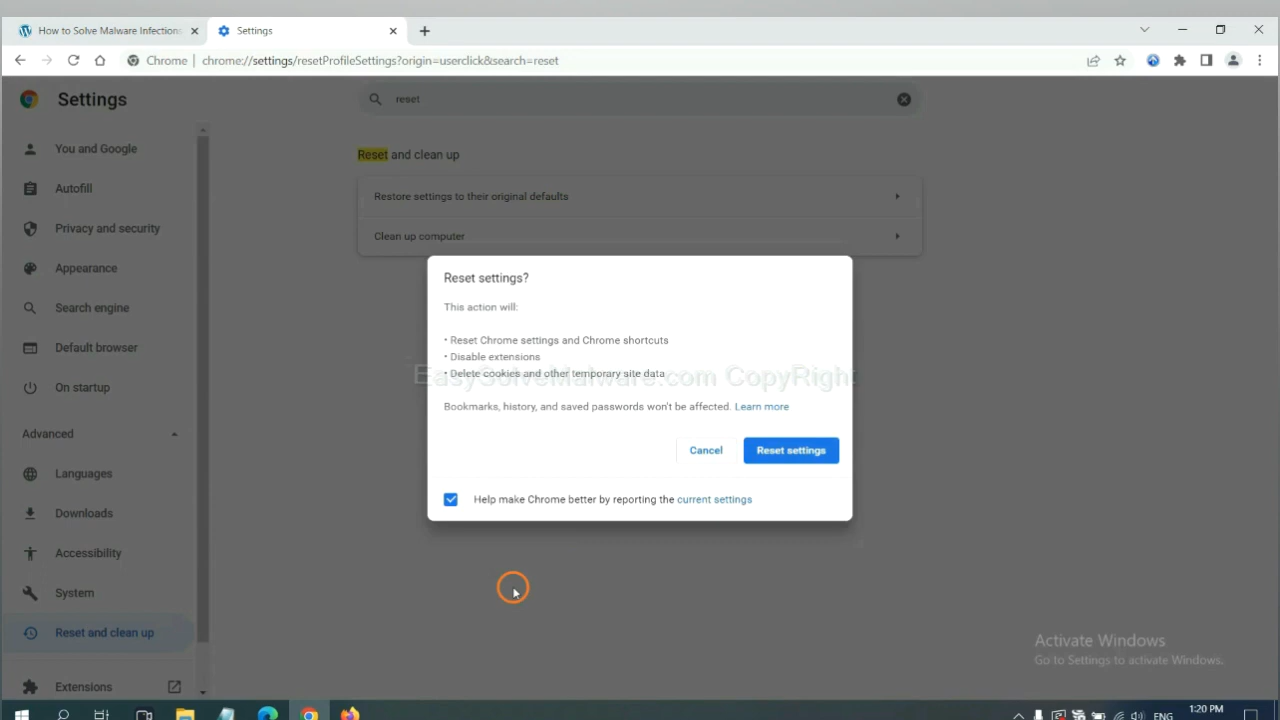 How to Solve Malware Infections
Settings
Chrome | chrome://settings/resetProfileSettings?origin=userclick&search=reset
Settings
reset
You and Google
Autofill
Privacy and security
Appearance
Search engine
Default browser
On startup
Advanced
Languages
Downloads
Accessibility
System
Reset and clean up
Extensions
Reset and clean up
Restore settings to their original defaults
Clean up computer
Reset settings?
This action will:
• Reset Chrome settings and Chrome shortcuts
• Disable extensions
• Delete cookies and other temporary site data
EasySolveMalware.com CopyRight
Bookmarks, history, and saved passwords won't be affected. Learn more
Cancel
Reset settings
Help make Chrome better by reporting the current settings
Activate Windows
Go to Settings to activate Windows.
ENG
1:20 PM